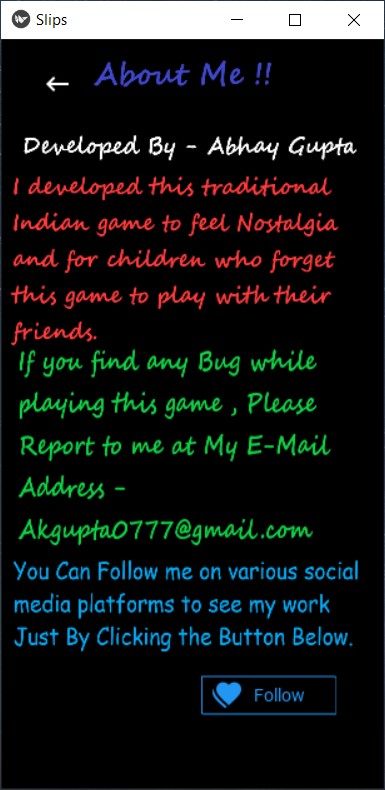 Slips
About Me !!
Developed By - Abhay Gupta
I developed this traditional
Indian game to feel Nostalgia
and for children who forget
this game to play with their
friends.
If you find any Bug while
playing this game , Please
Report to me at My E-Mail
Address -
Akgupta0777@gmail.com
You Can Follow me on various social
media platforms to see my work
Just By Clicking the Button Below.
Follow